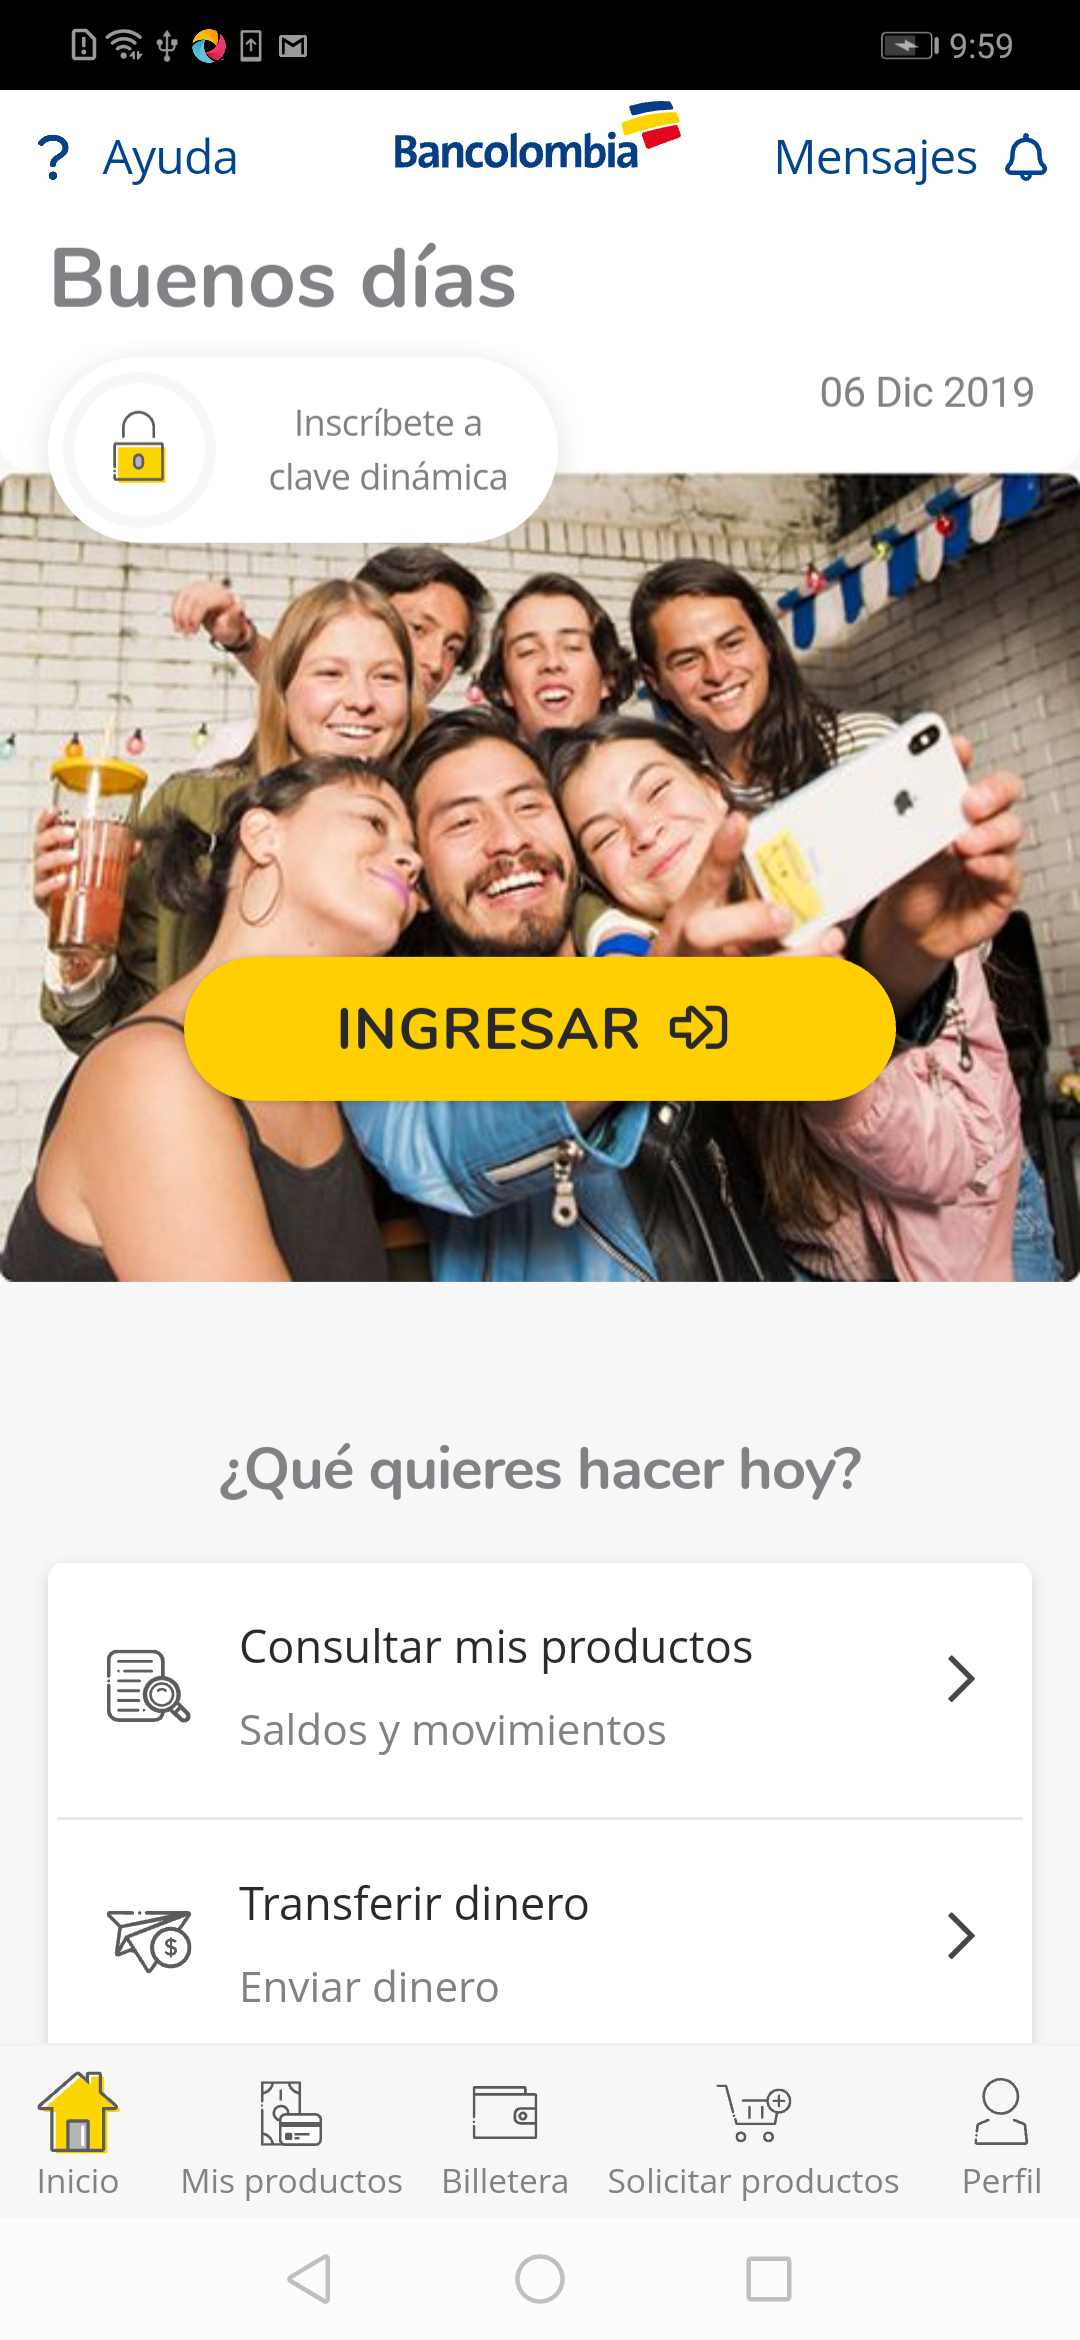 9:59
Ayuda
Bancolombia
Mensajes
Buenos días
06 Dic 2019
Inscríbete a
clave dinámica
INGRESAR
¿Qué quieres hacer hoy?
Consultar mis productos
Saldos y movimientos
Transferir dinero
Enviar dinero
Inicio
Mis productos
Billetera
Solicitar productos
Perfil